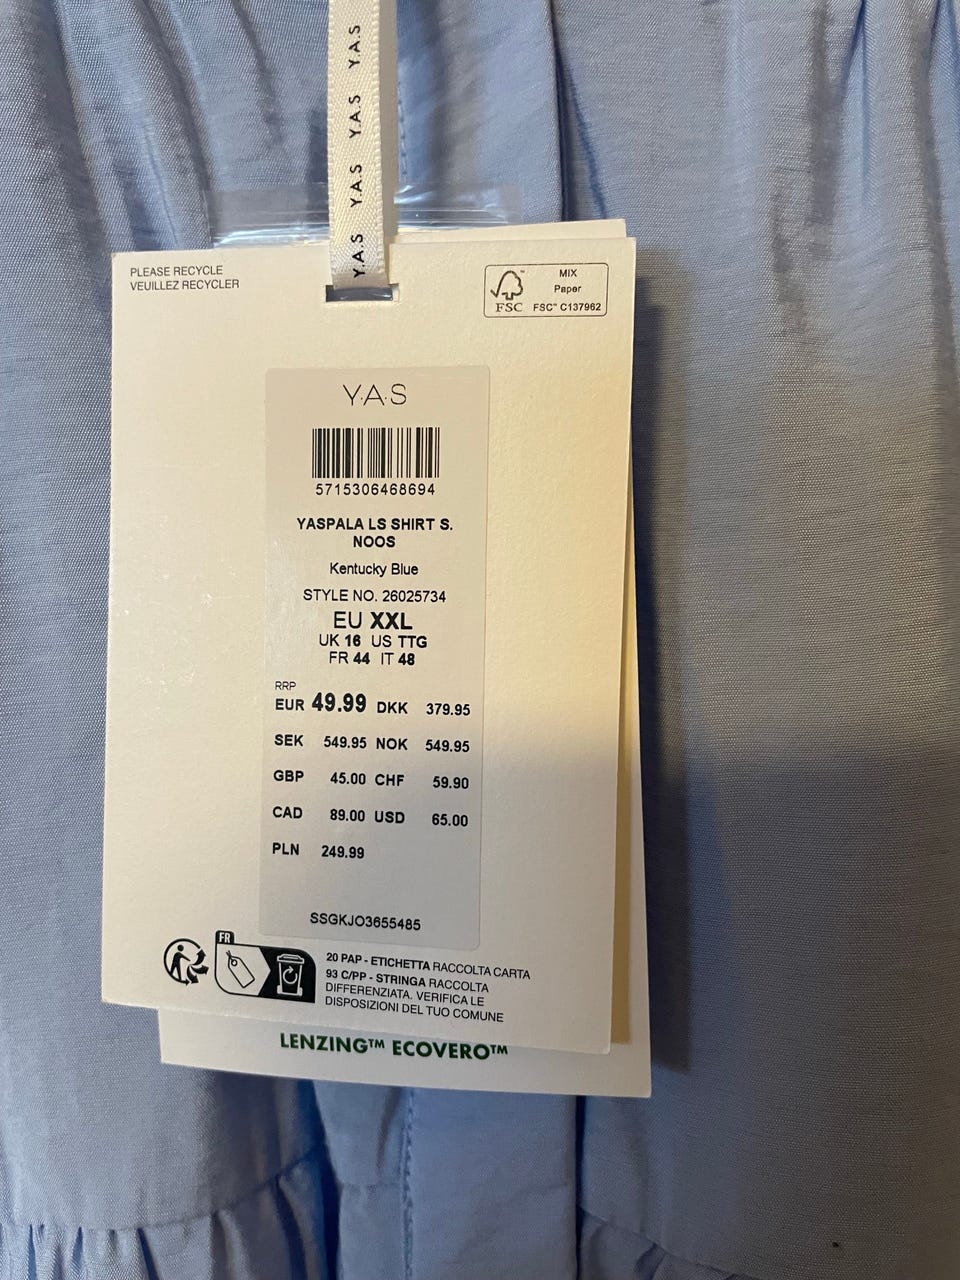 Y.A.S Y.A.S Y.A.S Y.A.S
PLEASE RECYCLE
VEUILLEZ RECYCLER
MIX
Paper
FSC™ C137962
FSC
Y.A.S
5715306468694
YASPALA LS SHIRT S.
NOOS
Kentucky Blue
STYLE NO. 26025734
EU XXL
UK 16 US TTG
FR 44 IT 48
RRP
EUR 49.99 DKK 379.95
SEK 549.95 NOK 549.95
GBP 45.00 CHF 59.90
CAD 89.00 USD 65.00
PLN 249.99
SSGKJO3655485
FR
20 PAP - ETICHETTA RACCOLTA CARTA
93 C/PP - STRINGA RACCOLTA
DIFFERENZIATA. VERIFICA LE
DISPOSIZIONI DEL TUO COMUNE
LENZING™ ECOVERO™